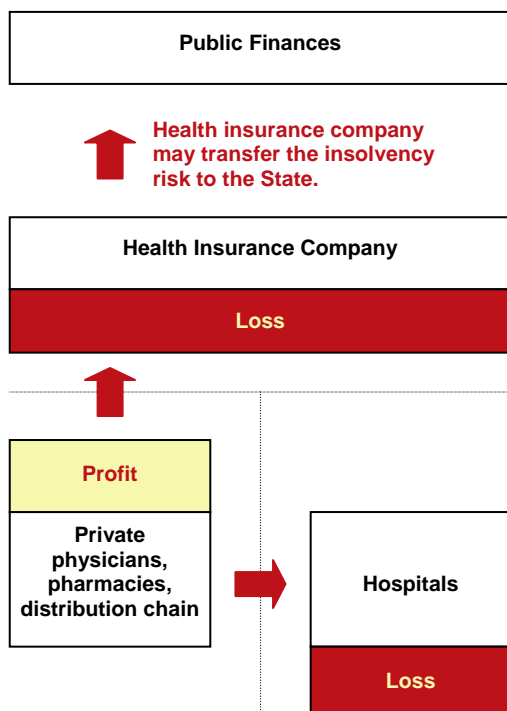 Public Finances
Health insurance company
may transfer the insolvency
risk to the State.
Health Insurance Company
Loss
Profit
Private
physicians,
pharmacies,
distribution chain
Hospitals
Loss